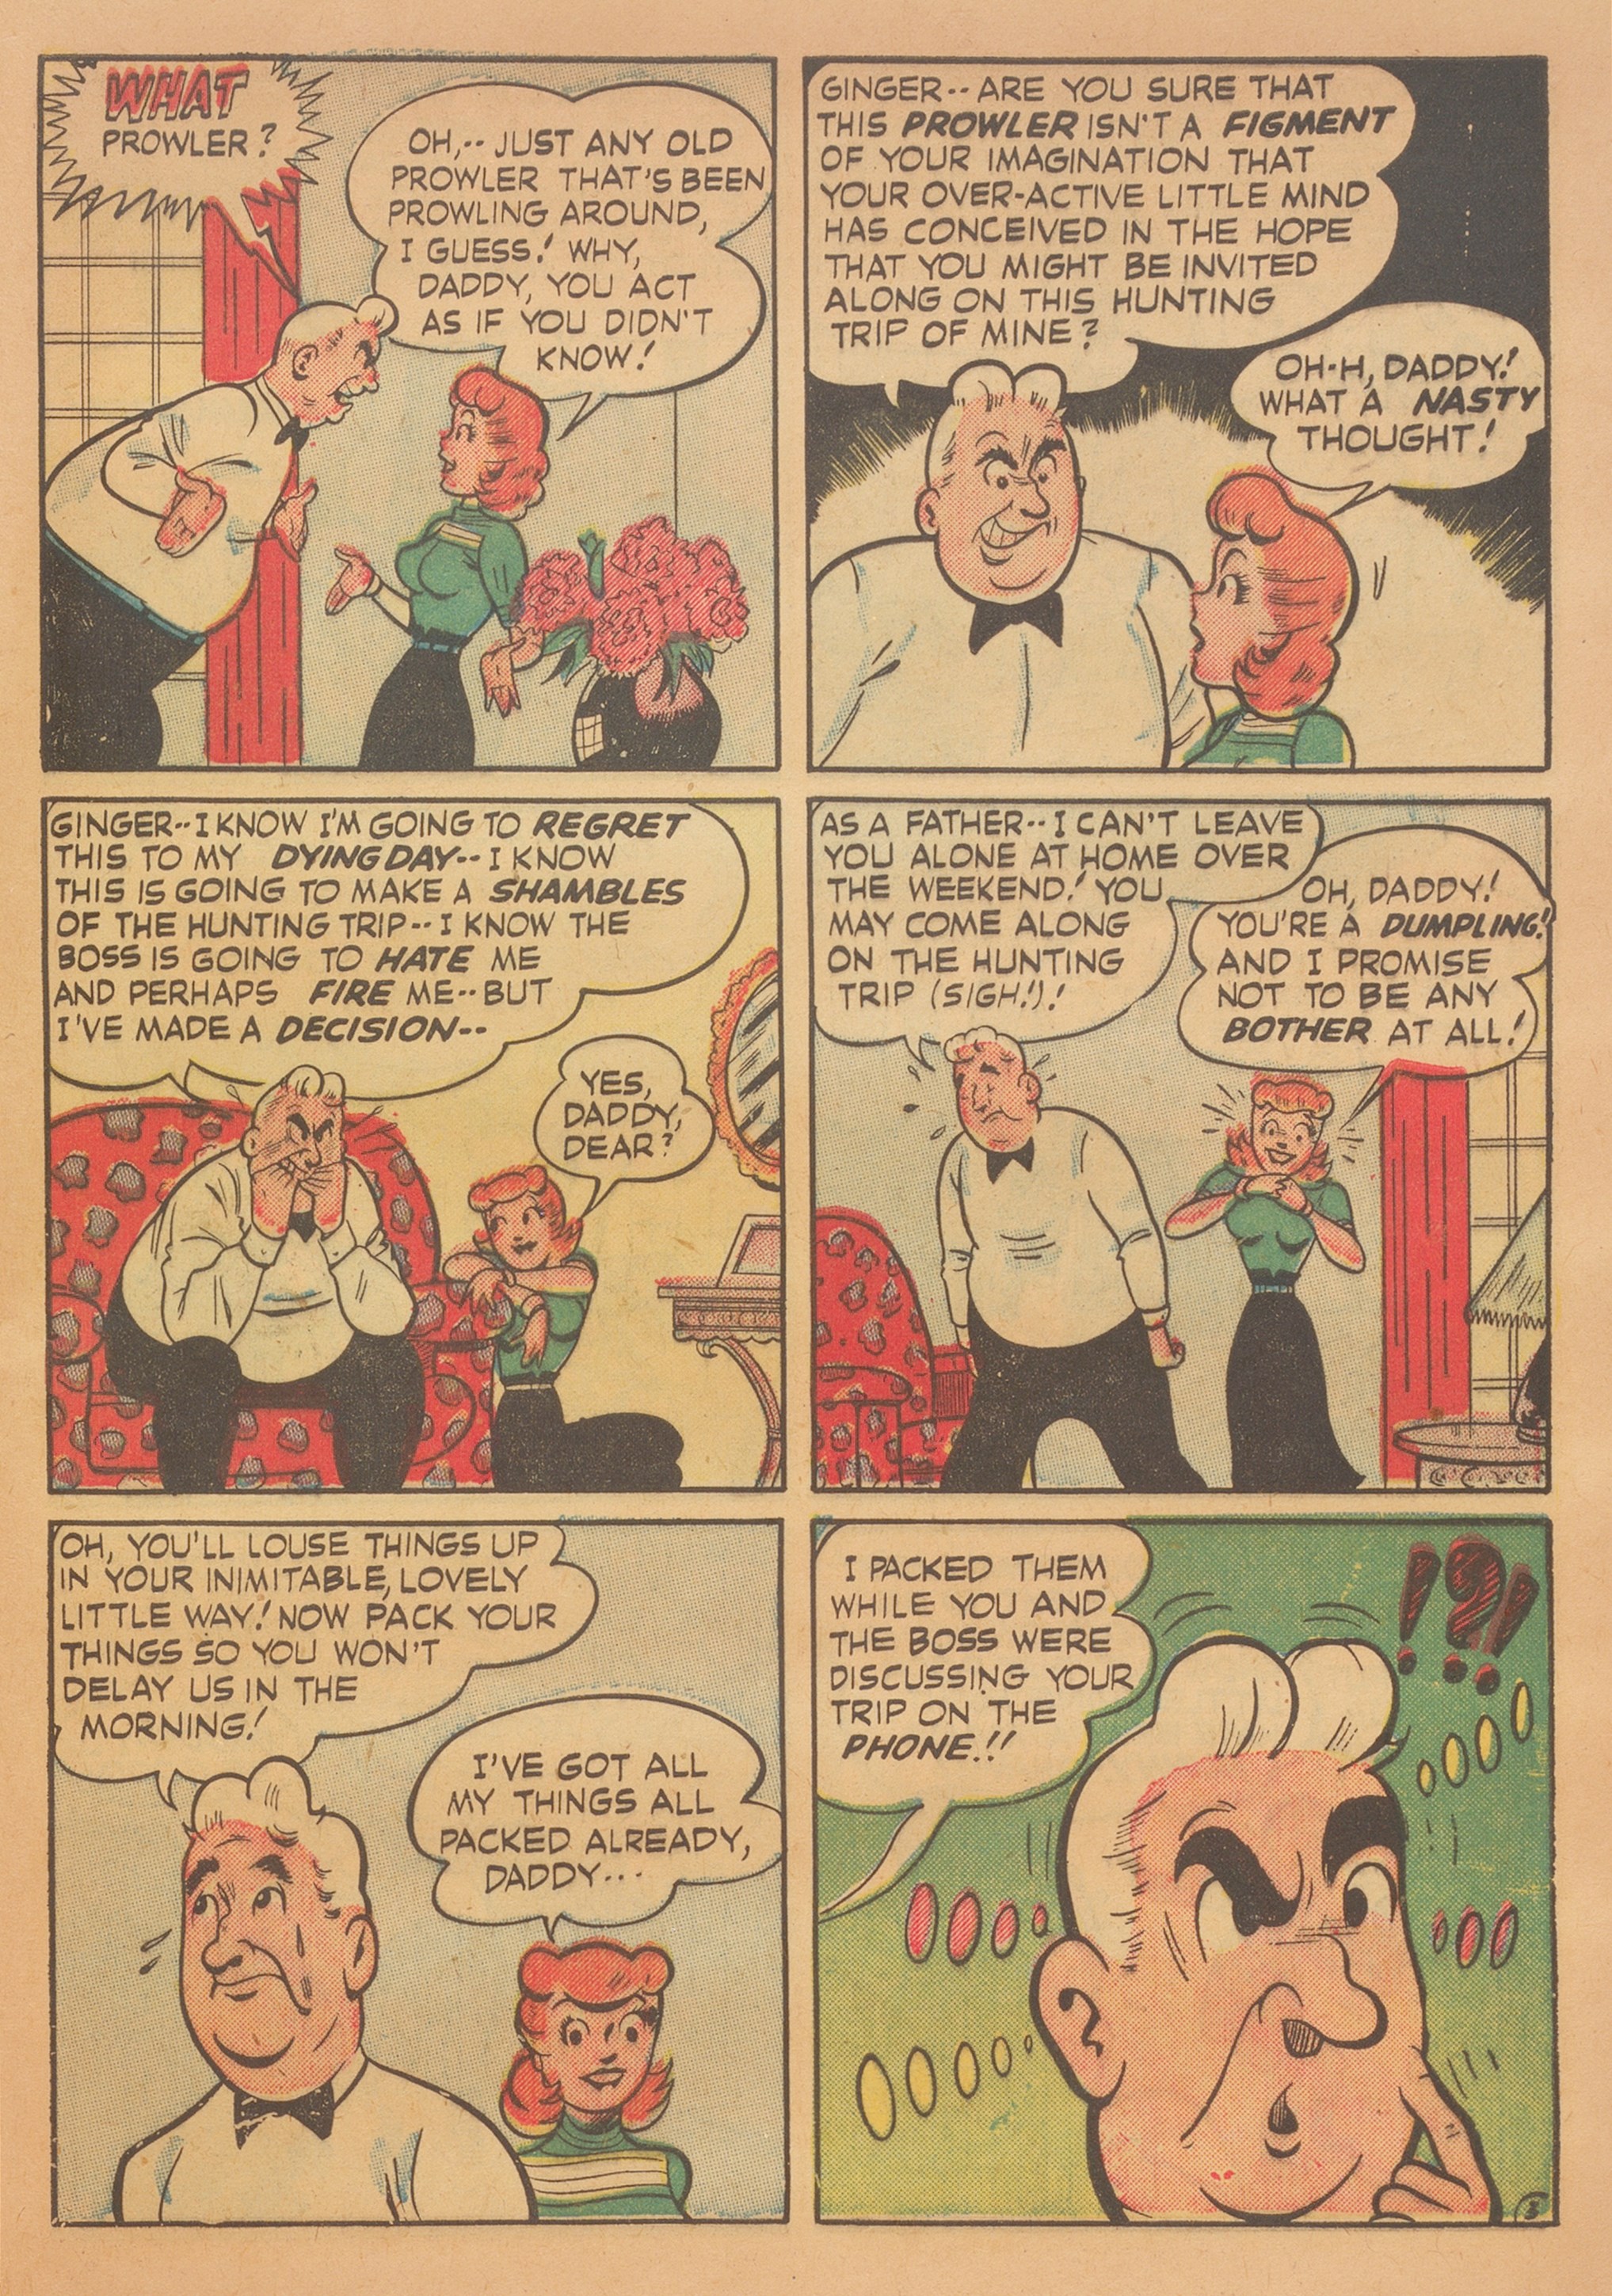 WHAT
PROWLER?
OH,-- JUST ANY OLD
PROWLER THAT'S BEEN
PROWLING AROUND,
I GUESS! WHY,
DADDY, YOU ACT
AS IF YOU DIDN'T
KNOW!
GINGER-- ARE YOU SURE THAT
THIS PROWLER ISN'T A FIGMENT
OF YOUR IMAGINATION THAT
YOUR OVER-ACTIVE LITTLE MIND
HAS CONCEIVED IN THE HOPE
THAT YOU MIGHT BE INVITED
ALONG ON THIS HUNTING
TRIP OF MINE?
OH-H, DADDY!
WHAT A NASTY
THOUGHT!
GINGER--I KNOW I'M GOING TO REGRET
THIS TO MY DYING DAY--I KNOW
THIS IS GOING TO MAKE A SHAMBLES
OF THE HUNTING TRIP--I KNOW THE
BOSS IS GOING TO HATE ME
AND PERHAPS FIRE ME--BUT
I'VE MADE A DECISION--
YES,
DADDY,
DEAR?
AS A FATHER--I CAN'T LEAVE
YOU ALONE AT HOME OVER
THE WEEKEND! YOU
MAY COME ALONG
ON THE HUNTING
TRIP (SIGH!)!
OH, DADDY!
YOU'RE A DUMPLING!
AND I PROMISE
NOT TO BE ANY
BOTHER AT ALL!
OH, YOU'LL LOUSE THINGS UP
IN YOUR INIMITABLE, LOVELY
LITTLE WAY! NOW PACK YOUR
THINGS SO YOU WON'T
DELAY US IN THE
MORNING!
I'VE GOT ALL
MY THINGS ALL
PACKED ALREADY,
DADDY...
I PACKED THEM
WHILE YOU AND
THE BOSS WERE
DISCUSSING YOUR
TRIP ON THE
PHONE!!
!?!
3